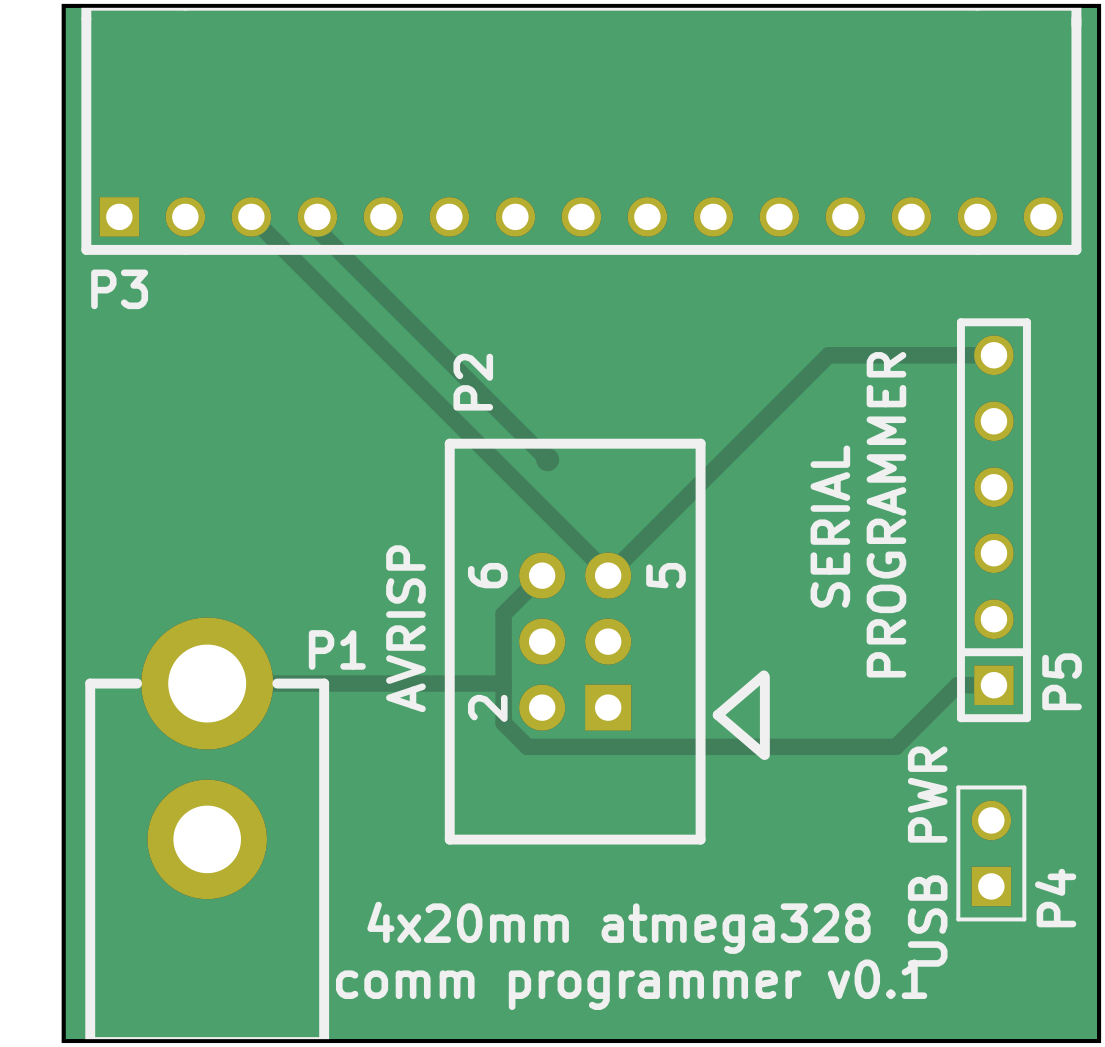 P3
P2
SERIAL
PROGRAMMER
AVRISP
6
5
2
P1
P5
USB PWR
P4
4x20mm atmega328
comm programmer v0.1